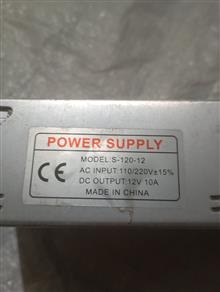 POWER SUPPLY
MODEL:S-120-12
AC INPUT:110/220V±15%
DC OUTPUT:12V 10A
MADE IN CHINA
CE